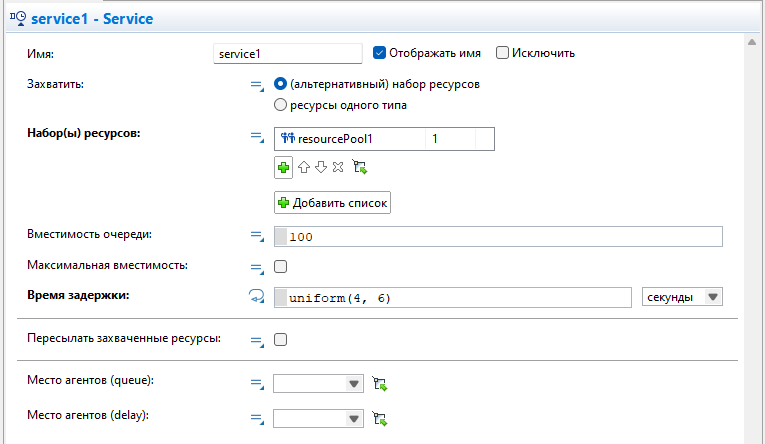 service1 - Service
Имя: service1 Отображать имя Исключить
Захватить: (альтернативный) набор ресурсов
ресурсы одного типа
Набор(ы) ресурсов: resourcePool1 1
Добавить список
Вместимость очереди: 100
Максимальная вместимость:
Время задержки: uniform(4, 6) секунды
Пересылать захваченные ресурсы:
Место агентов (queue):
Место агентов (delay):